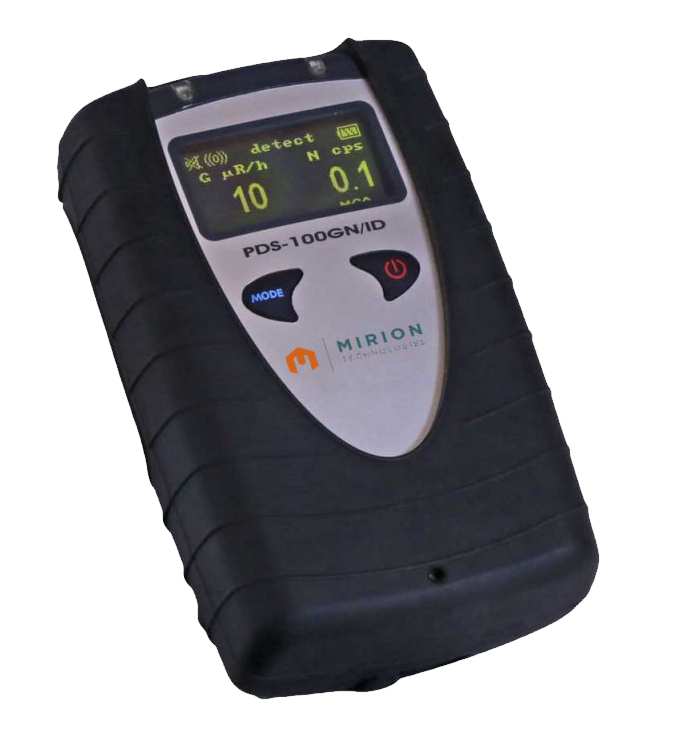 detect
G μR/h N cps
10 0.1
PDS-100GN/ID
MODE
MIRION
TECHNOLOGIES